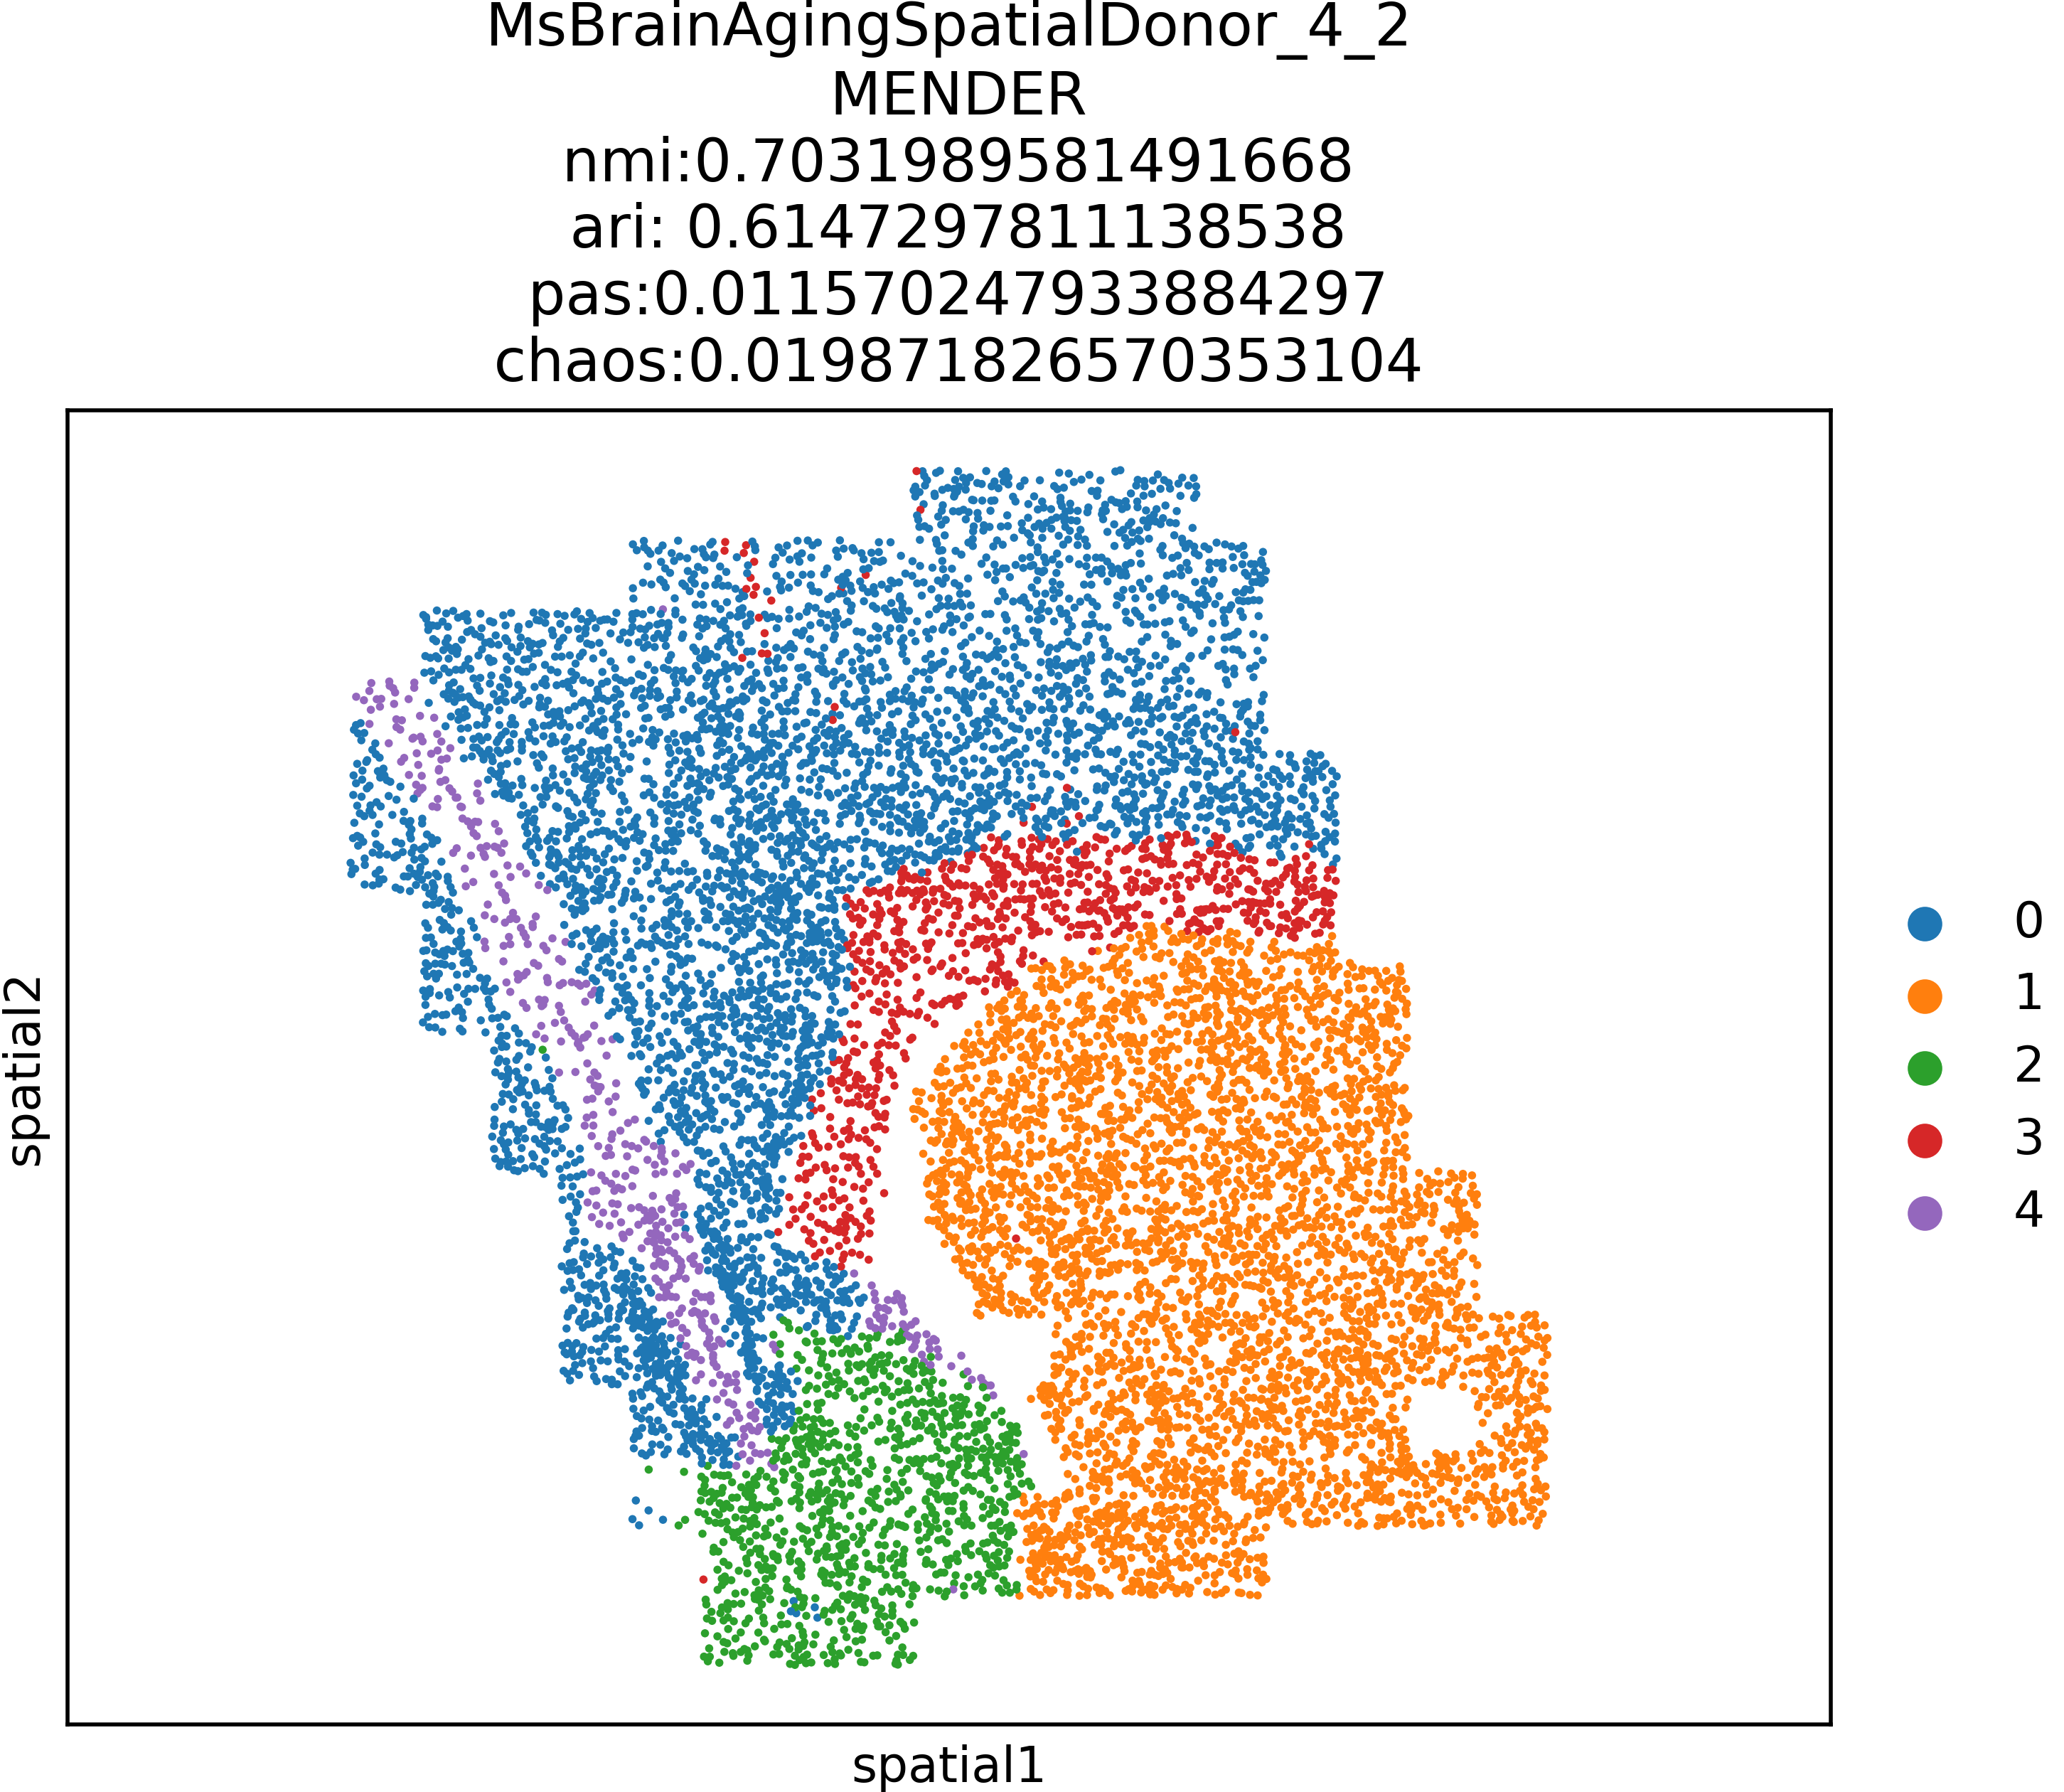 MsBrainAgingSpatialDonor_4_2
MENDER
nmi:0.7031989581491668
ari: 0.6147297811138538
pas:0.011570247933884297
chaos:0.019871826570353104
spatial2
0
1
2
3
4
spatial1